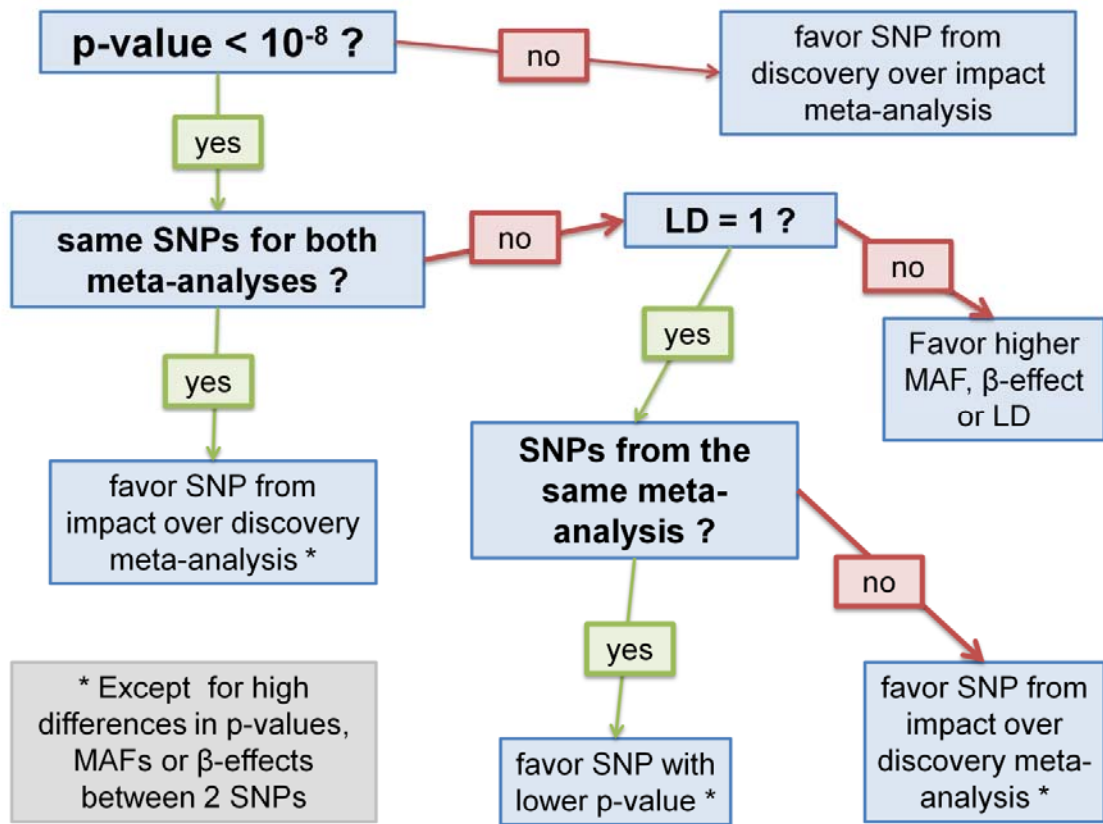 p-value < 10⁻⁸ ?
no
favor SNP from
discovery over impact
meta-analysis
yes
same SNPs for both
meta-analyses ?
no
LD = 1 ?
no
Favor higher
MAF, β-effect
or LD
yes
yes
favor SNP from
impact over discovery
meta-analysis *
SNPs from the
same meta-
analysis ?
no
yes
favor SNP from
impact over
discovery meta-
analysis *
favor SNP with
lower p-value *
* Except for high
differences in p-values,
MAFs or β-effects
between 2 SNPs